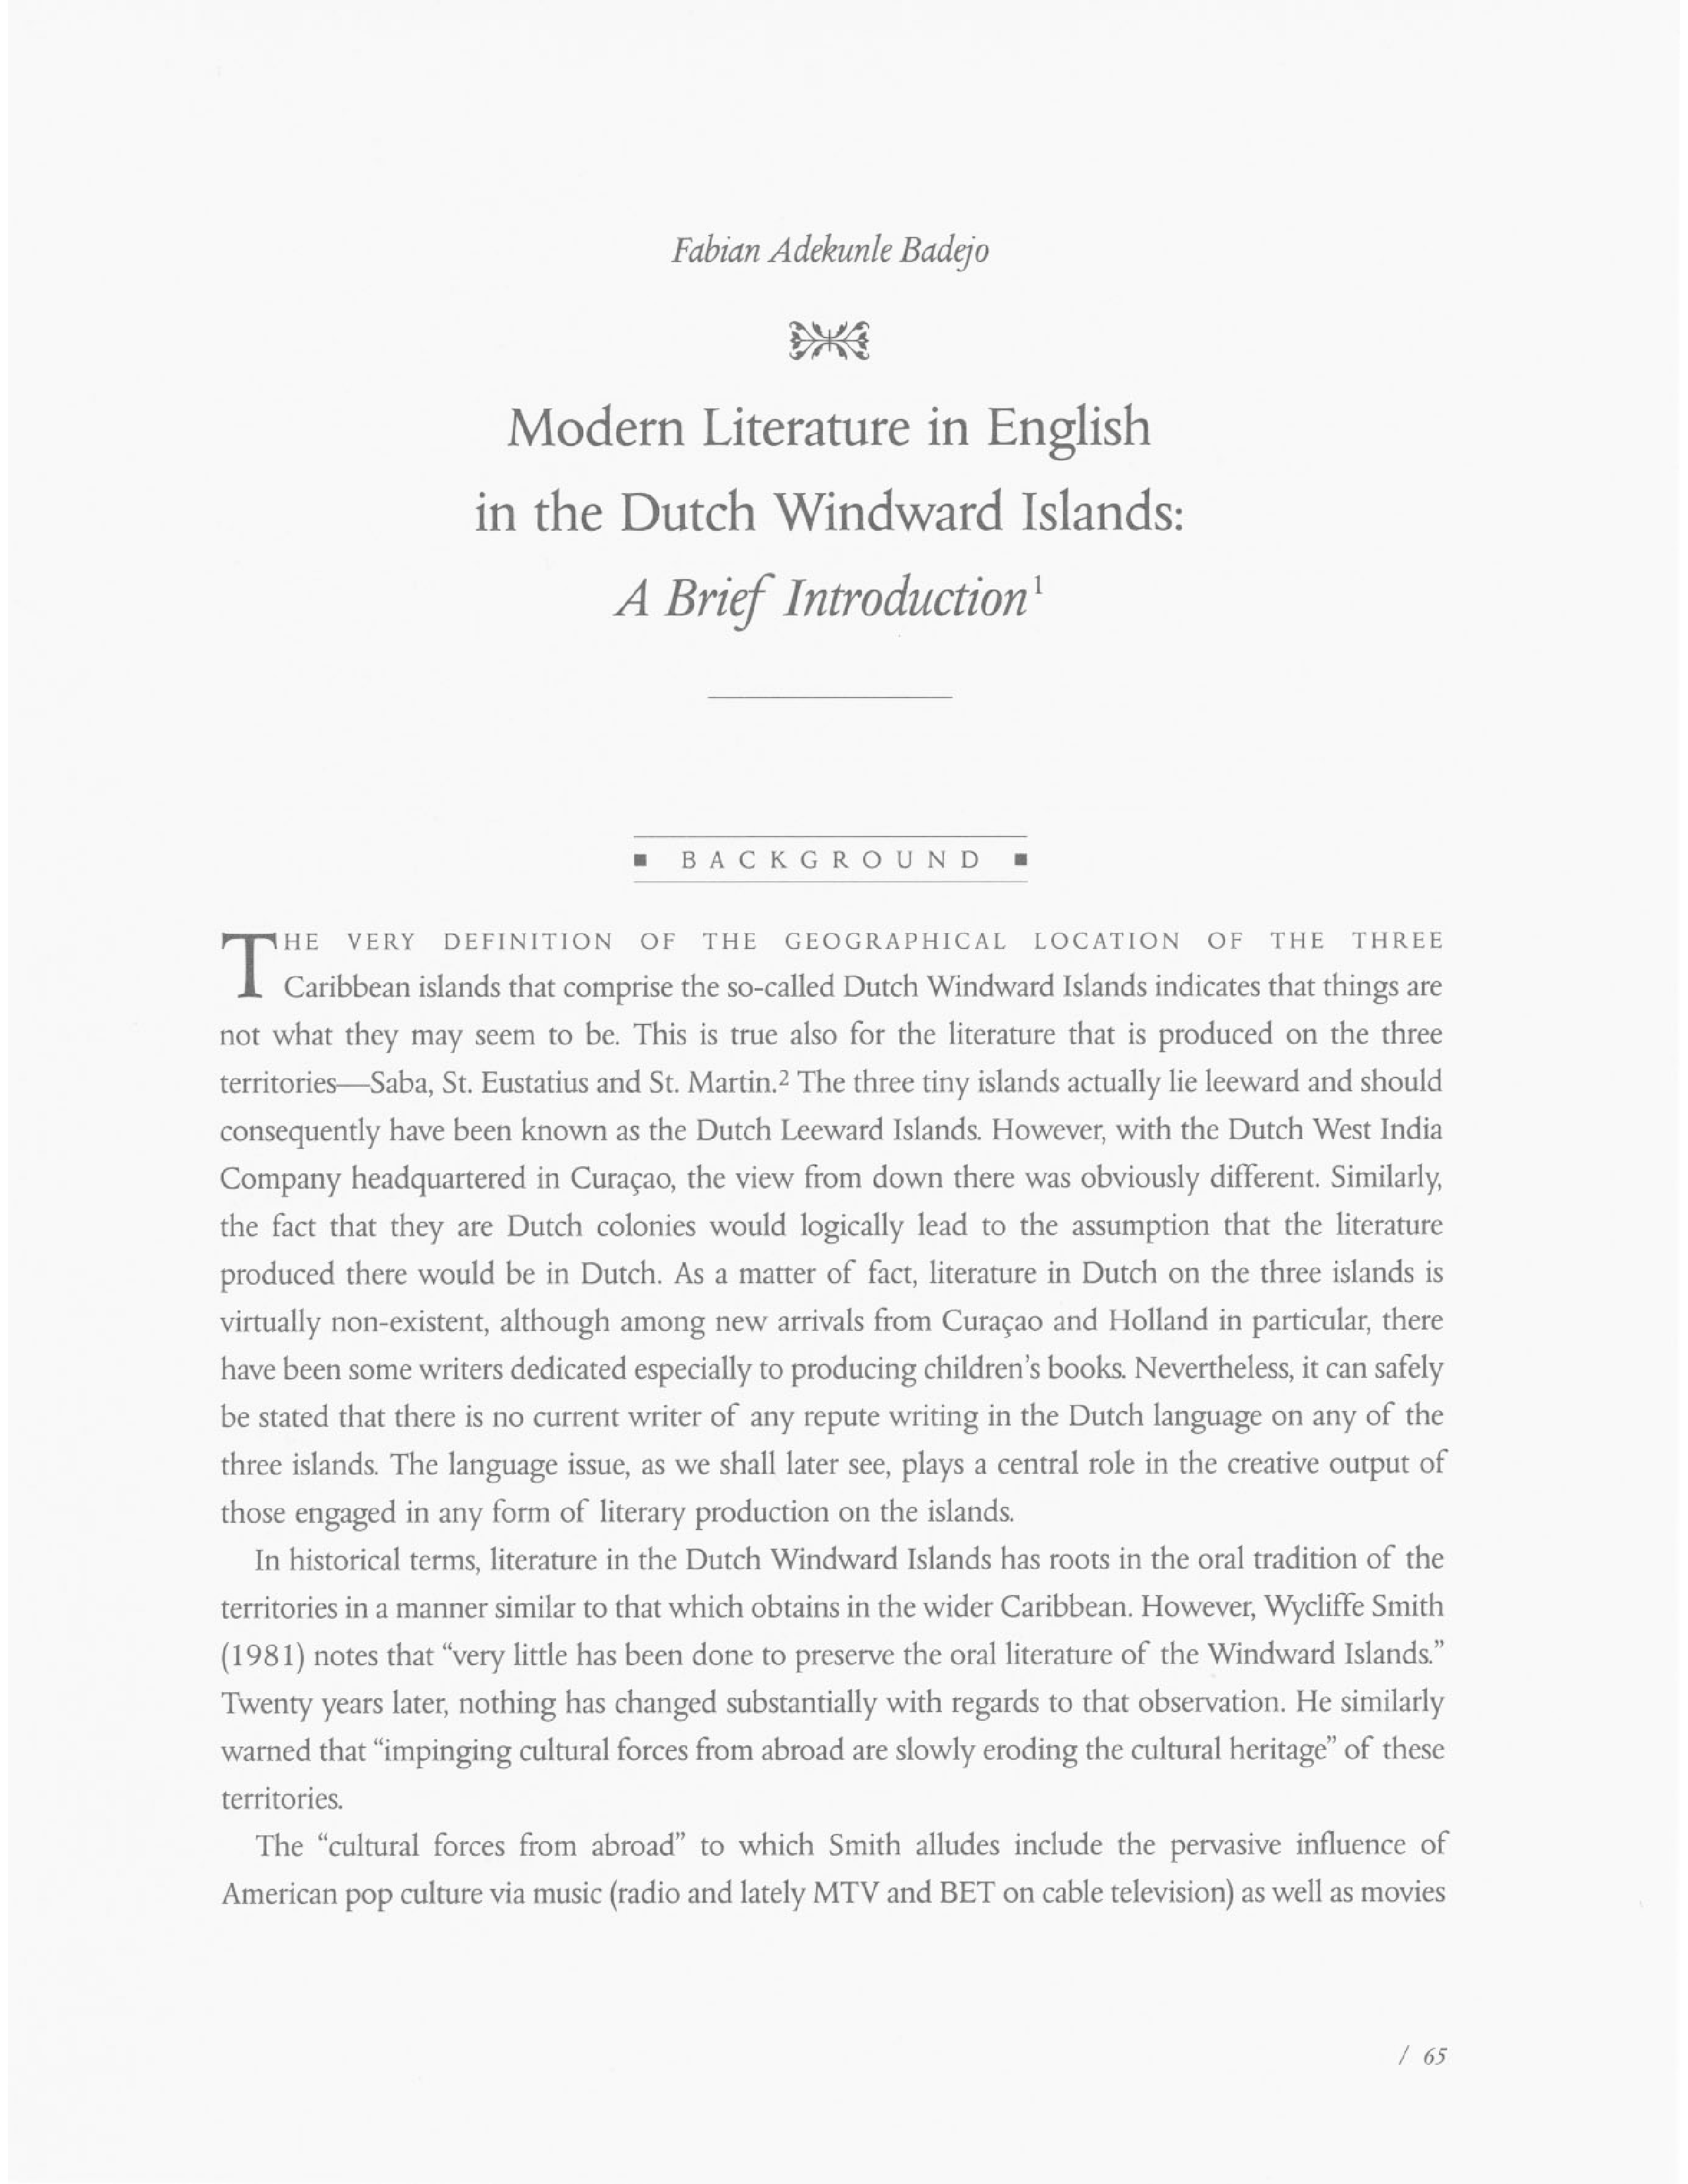 Fabian Adekunle Badejo
Modern Literature in English
in the Dutch Windward Islands:
A Brief Introduction¹
▪ BACKGROUND ▪
THE VERY DEFINITION OF THE GEOGRAPHICAL LOCATION OF THE THREE
Caribbean islands that comprise the so-called Dutch Windward Islands indicates that things are
not what they may seem to be. This is true also for the literature that is produced on the three
territories—Saba, St. Eustatius and St. Martin.² The three tiny islands actually lie leeward and should
consequently have been known as the Dutch Leeward Islands. However, with the Dutch West India
Company headquartered in Curaçao, the view from down there was obviously different. Similarly,
the fact that they are Dutch colonies would logically lead to the assumption that the literature
produced there would be in Dutch. As a matter of fact, literature in Dutch on the three islands is
virtually non-existent, although among new arrivals from Curaçao and Holland in particular, there
have been some writers dedicated especially to producing children's books. Nevertheless, it can safely
be stated that there is no current writer of any repute writing in the Dutch language on any of the
three islands. The language issue, as we shall later see, plays a central role in the creative output of
those engaged in any form of literary production on the islands.
In historical terms, literature in the Dutch Windward Islands has roots in the oral tradition of the
territories in a manner similar to that which obtains in the wider Caribbean. However, Wycliffe Smith
(1981) notes that “very little has been done to preserve the oral literature of the Windward Islands.”
Twenty years later, nothing has changed substantially with regards to that observation. He similarly
warned that “impinging cultural forces from abroad are slowly eroding the cultural heritage” of these
territories.
The “cultural forces from abroad” to which Smith alludes include the pervasive influence of
American pop culture via music (radio and lately MTV and BET on cable television) as well as movies
/ 65